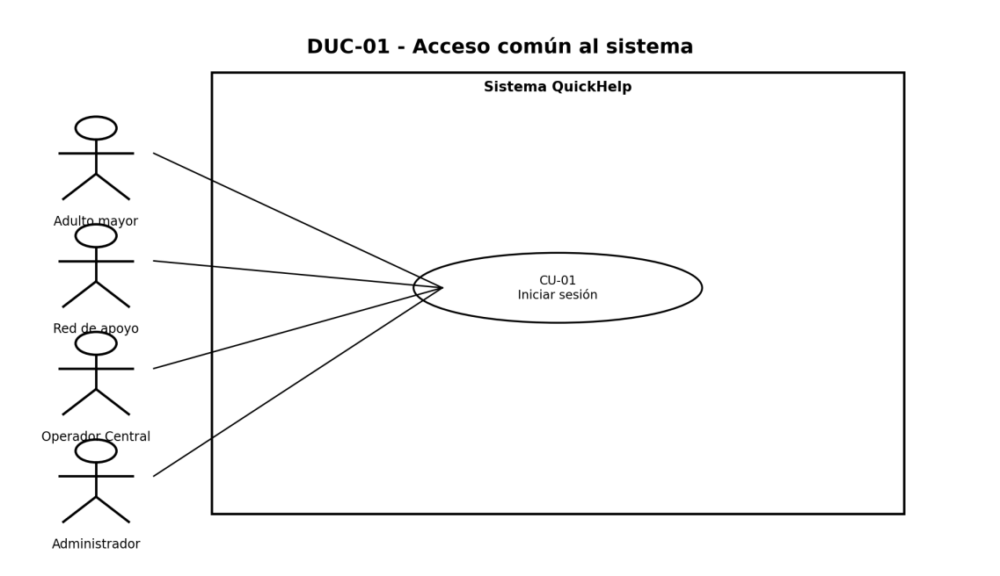 DUC-01 - Acceso común al sistema
Sistema QuickHelp
Adulto mayor
Red de apoyo
CU-01
Iniciar sesión
Operador Central
Administrador